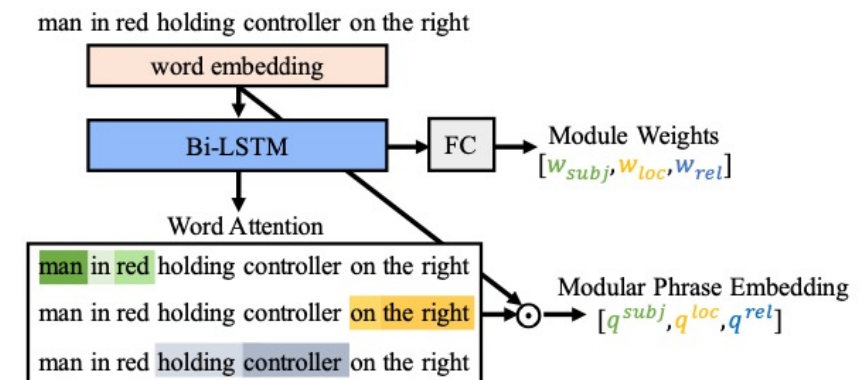 man in red holding controller on the right
word embedding
Bi-LSTM
FC
Module Weights
[w_subj, w_loc, w_rel]
Word Attention
man in red holding controller on the right
man in red holding controller on the right
man in red holding controller on the right
Modular Phrase Embedding
[q^subj, q^loc, q^rel]